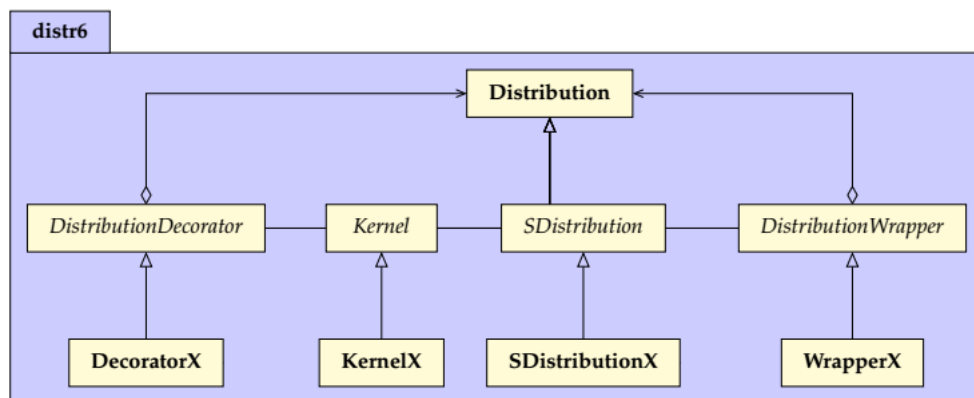 distr6
Distribution
DistributionDecorator
Kernel
SDistribution
DistributionWrapper
DecoratorX
KernelX
SDistributionX
WrapperX